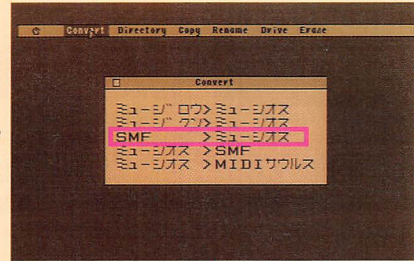 Convert Directory Copy Rename Drive Erase
Convert
ミュージ゛ロウ>ミュージオス
ミュージ゛クン>ミュージオス
SMF >ミュージオス
ミュージオス >SMF
ミュージオス >MIDIサウルス